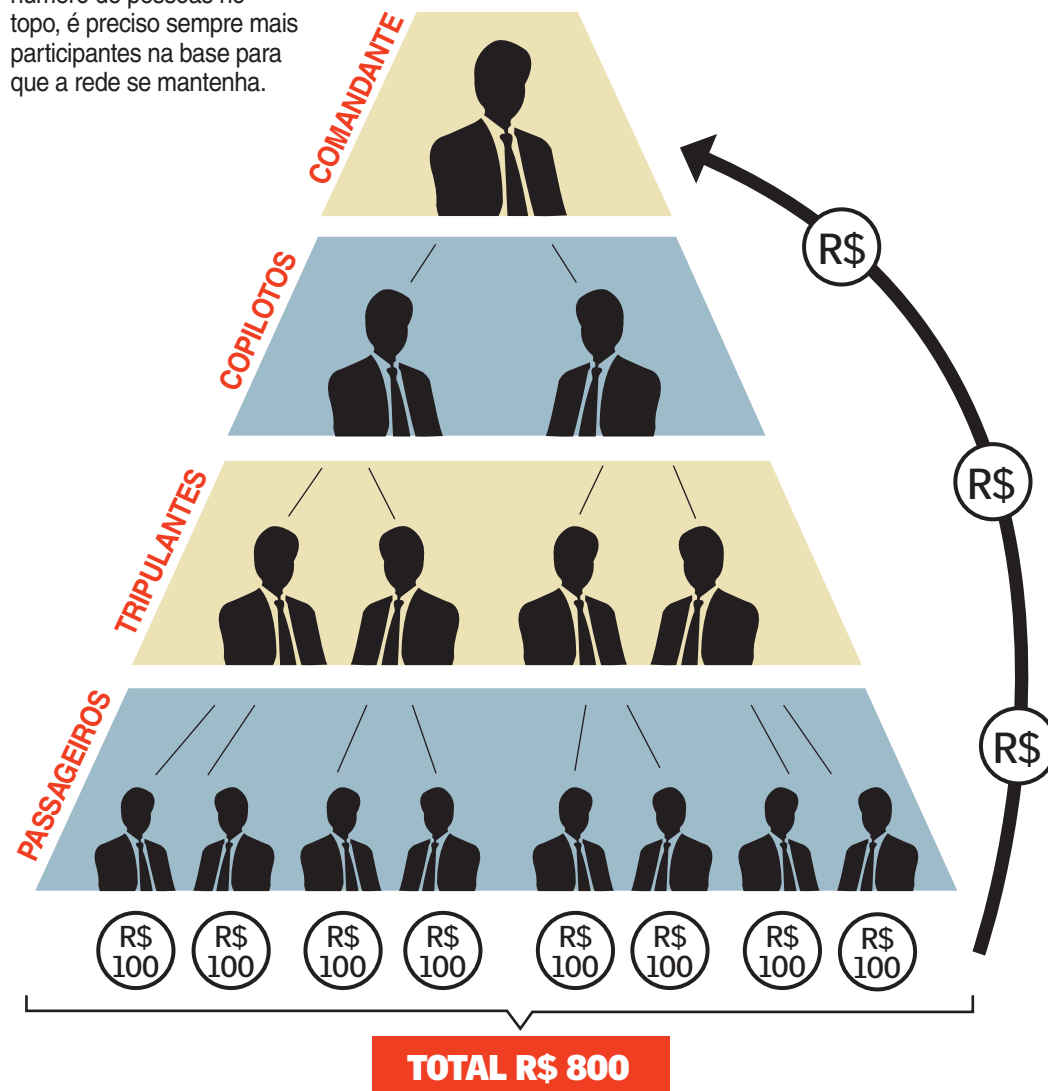 topo, é preciso sempre mais
participantes na base para
que a rede se mantenha.
COMANDANTE
COPILOTOS
TRIPULANTES
PASSAGEIROS
R$
R$
R$
R$
100
R$
100
R$
100
R$
100
R$
100
R$
100
R$
100
R$
100
TOTAL R$ 800